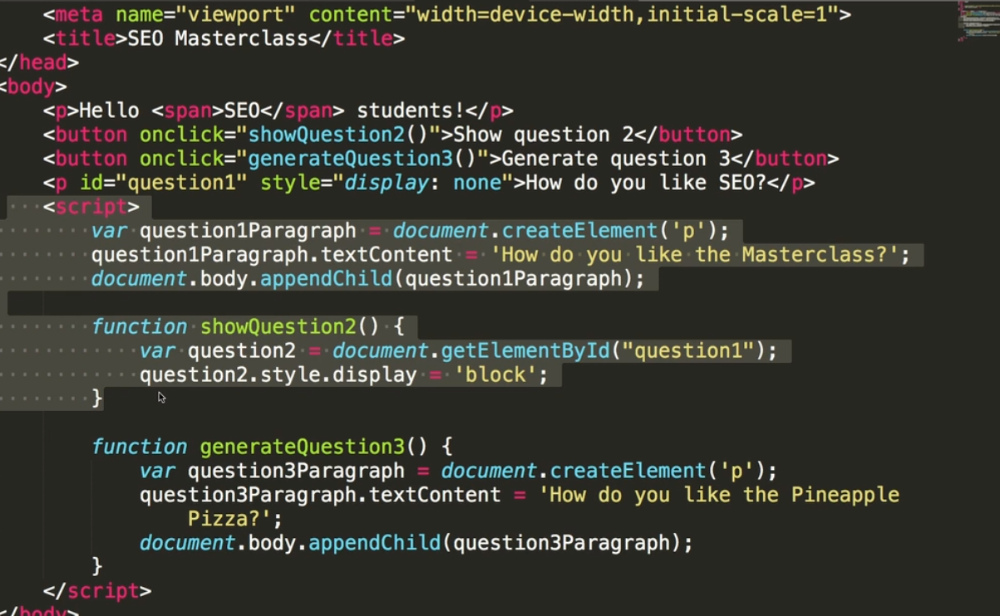 <meta name="viewport" content="width=device-width,initial-scale=1">
<title>SEO Masterclass</title>
</head>
<body>
<p>Hello <span>SEO</span> students!</p>
<button onclick="showQuestion2()">Show question 2</button>
<button onclick="generateQuestion3()">Generate question 3</button>
<p id="question1" style="display: none">How do you like SEO?</p>
<script>
var question1Paragraph = document.createElement('p');
question1Paragraph.textContent = 'How do you like the Masterclass?';
document.body.appendChild(question1Paragraph);
function showQuestion2() {
var question2 = document.getElementById("question1");
question2.style.display = 'block';
}
function generateQuestion3() {
var question3Paragraph = document.createElement('p');
question3Paragraph.textContent = 'How do you like the Pineapple
Pizza?';
document.body.appendChild(question3Paragraph);
}
</script>
</body>